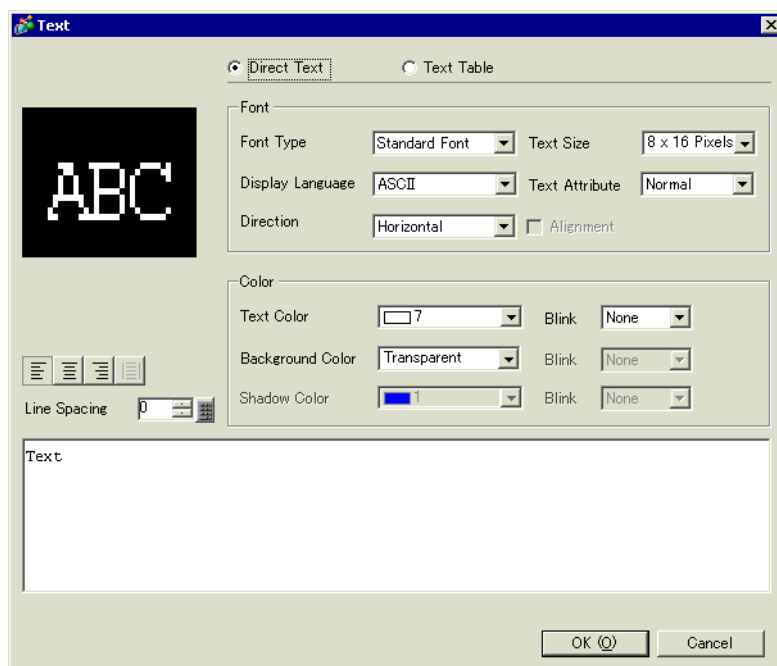 Text
Direct Text Text Table
Font
Font Type Standard Font Text Size 8 x 16 Pixels
Display Language ASCII Text Attribute Normal
Direction Horizontal Alignment
ABC
Color
Text Color 7 Blink None
Background Color Transparent Blink None
Shadow Color 1 Blink None
Line Spacing 0
Text
OK (O) Cancel